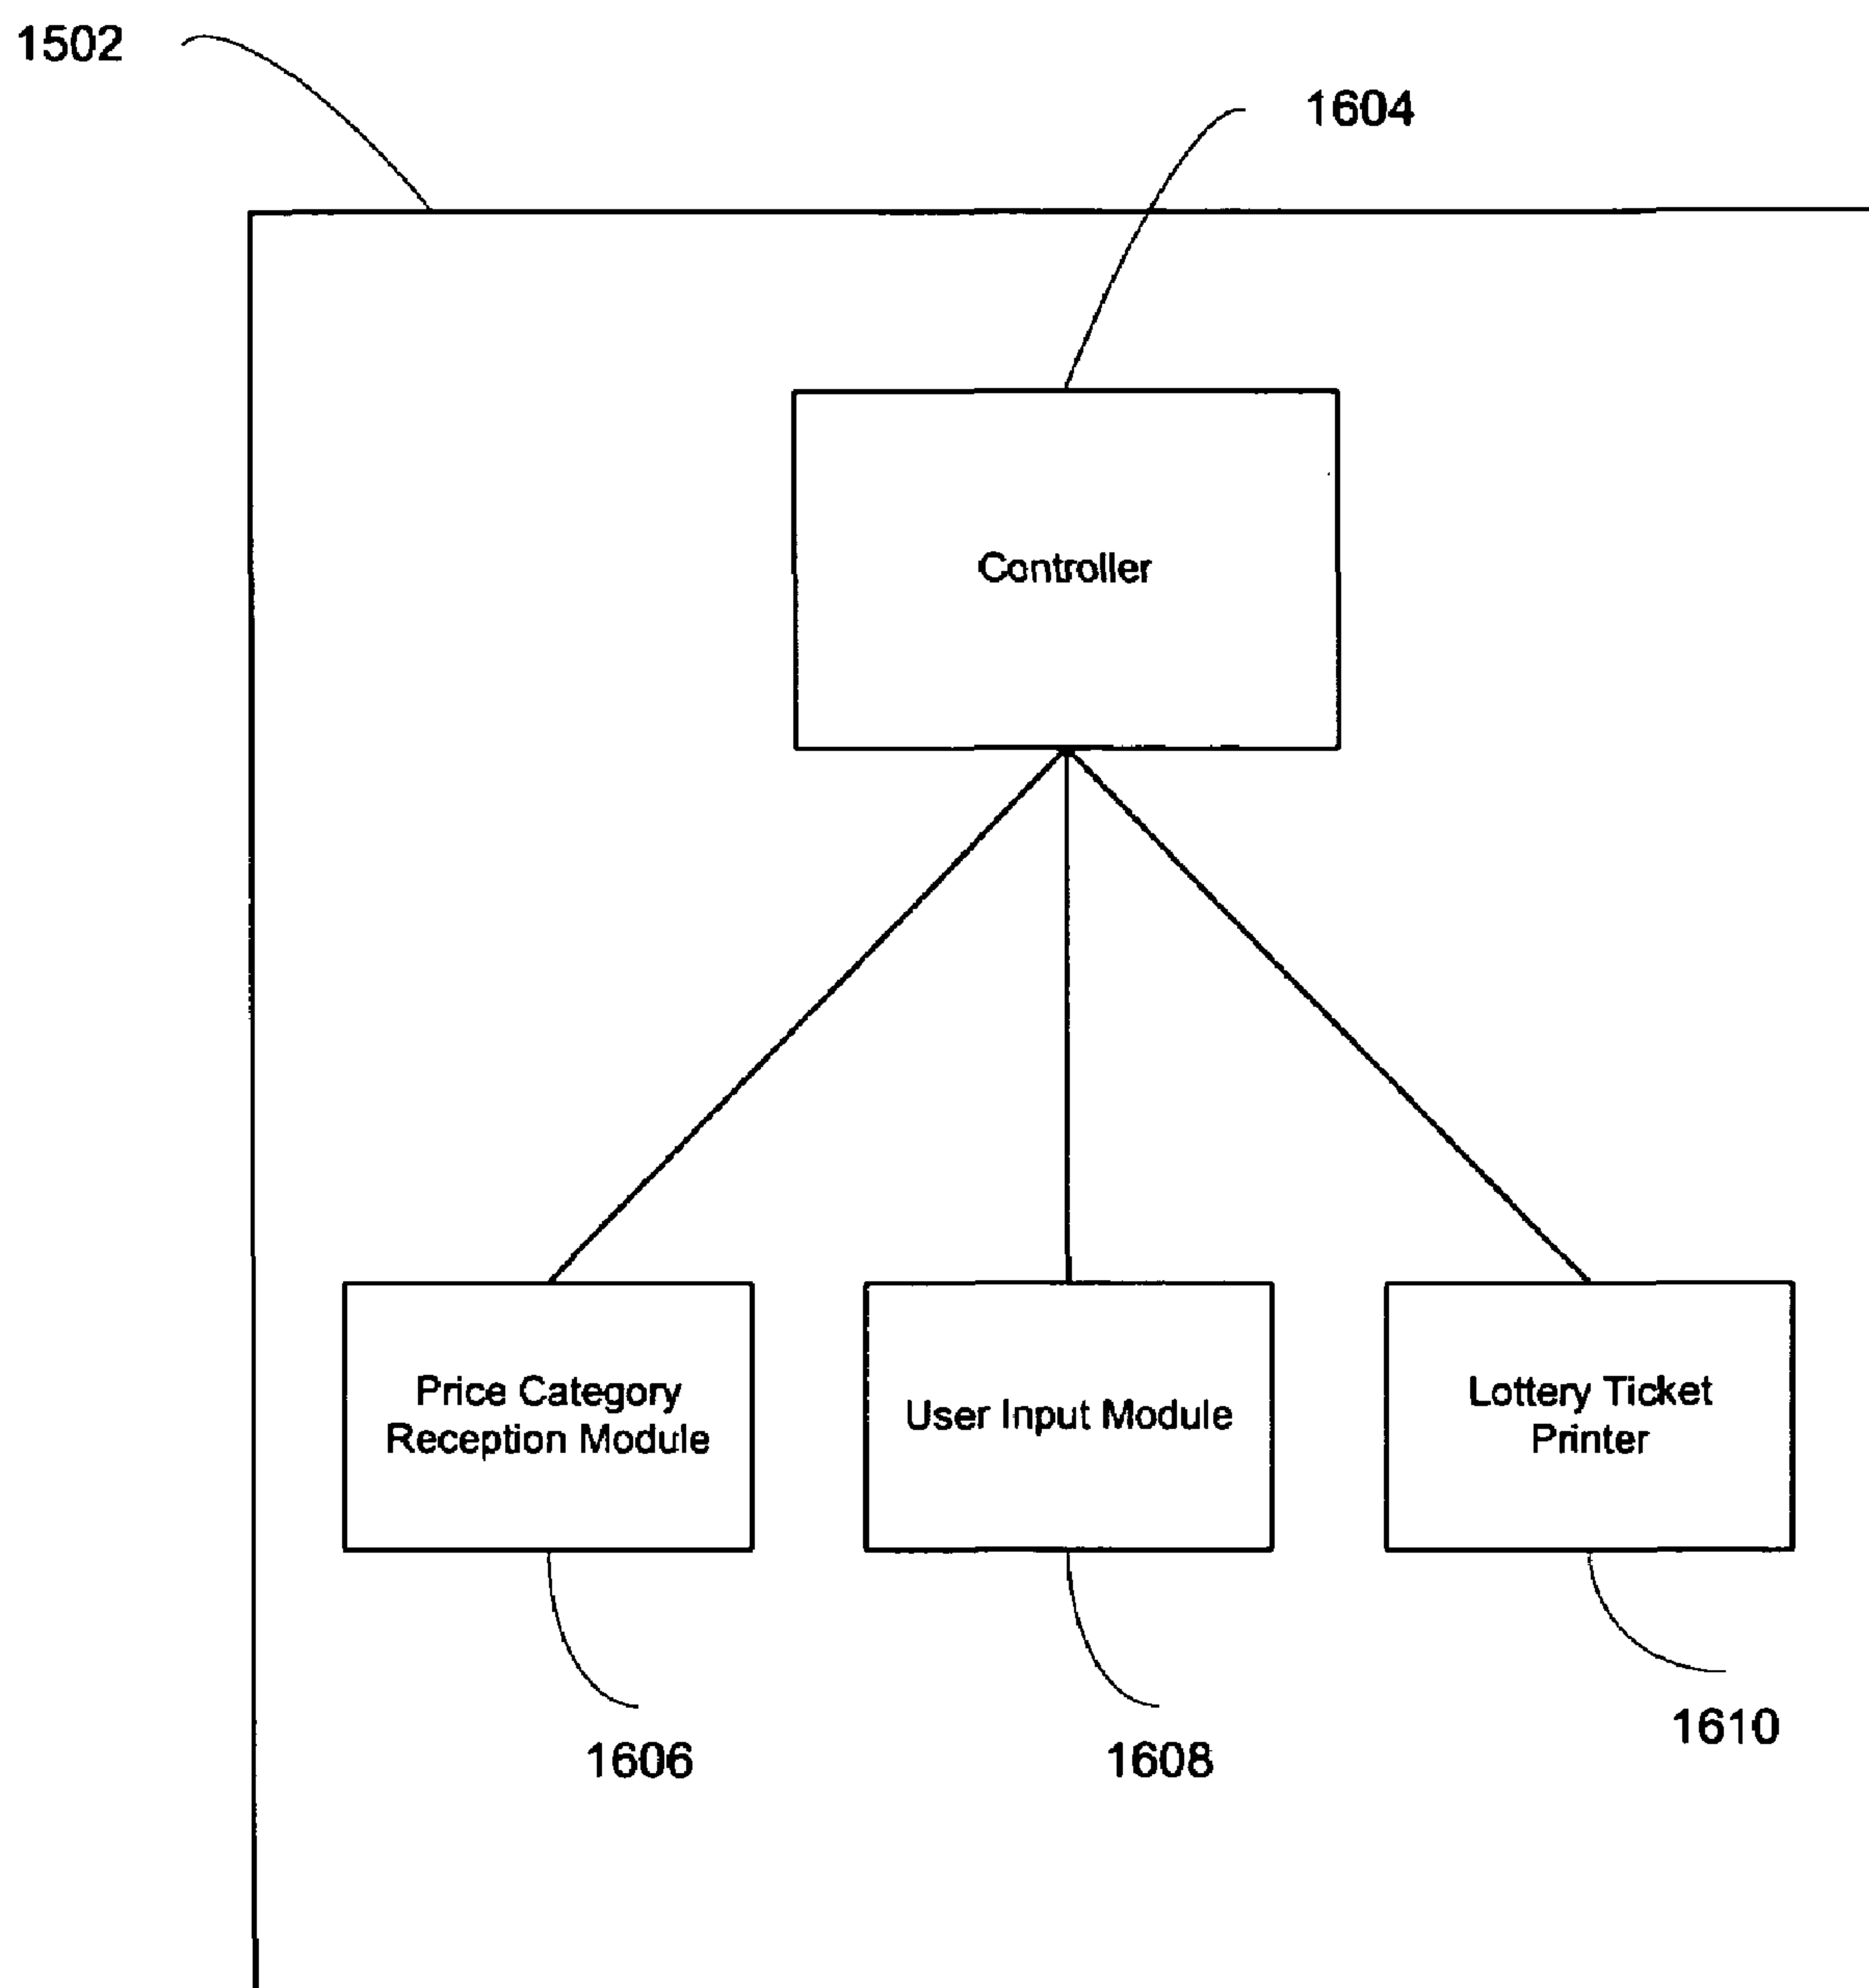 1502
1604
Controller
Price Category
Reception Module
User Input Module
Lottery Ticket
Printer
1606
1608
1610